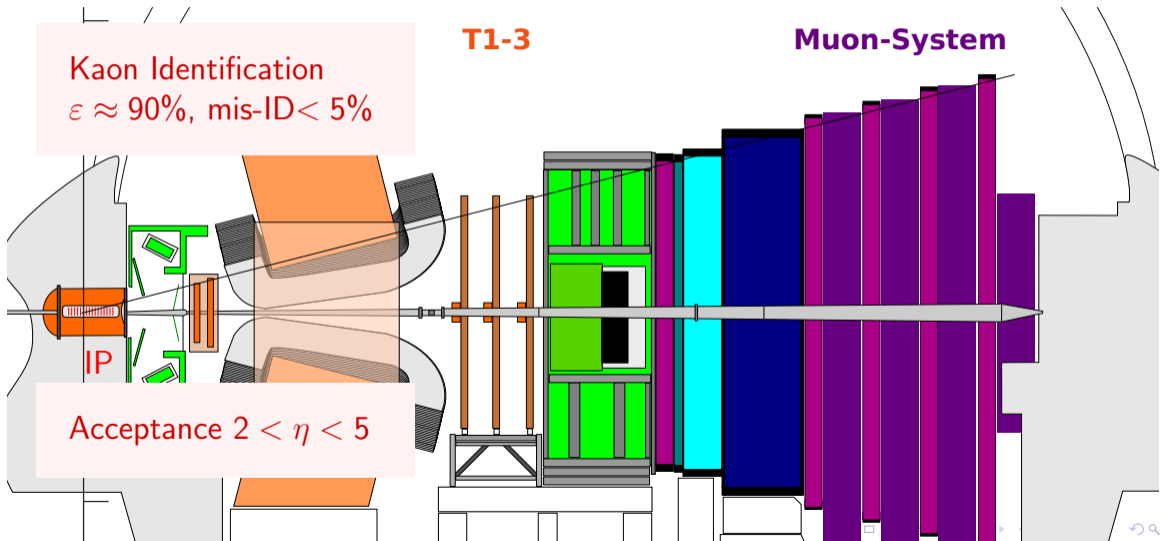 T1-3
Muon-System
Kaon Identification
ε ≈ 90%, mis-ID< 5%
IP
Acceptance 2 < η < 5